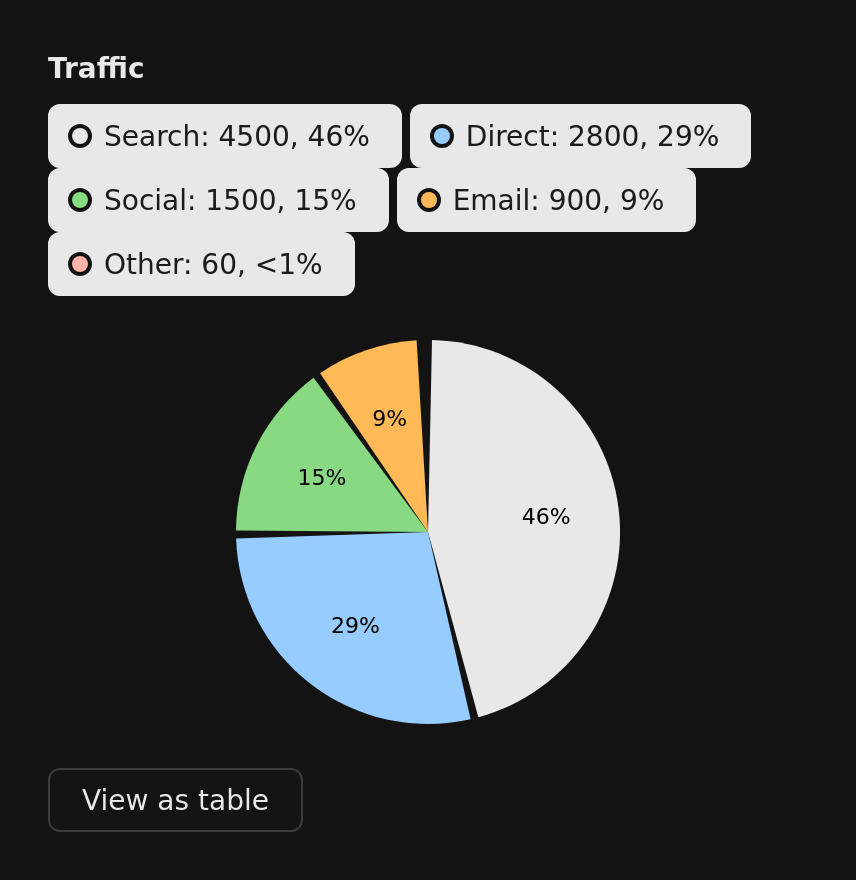 Traffic
Search: 4500, 46% Direct: 2800, 29%
Social: 1500, 15% Email: 900, 9%
Other: 60, <1%
9%
15%
46%
29%
View as table